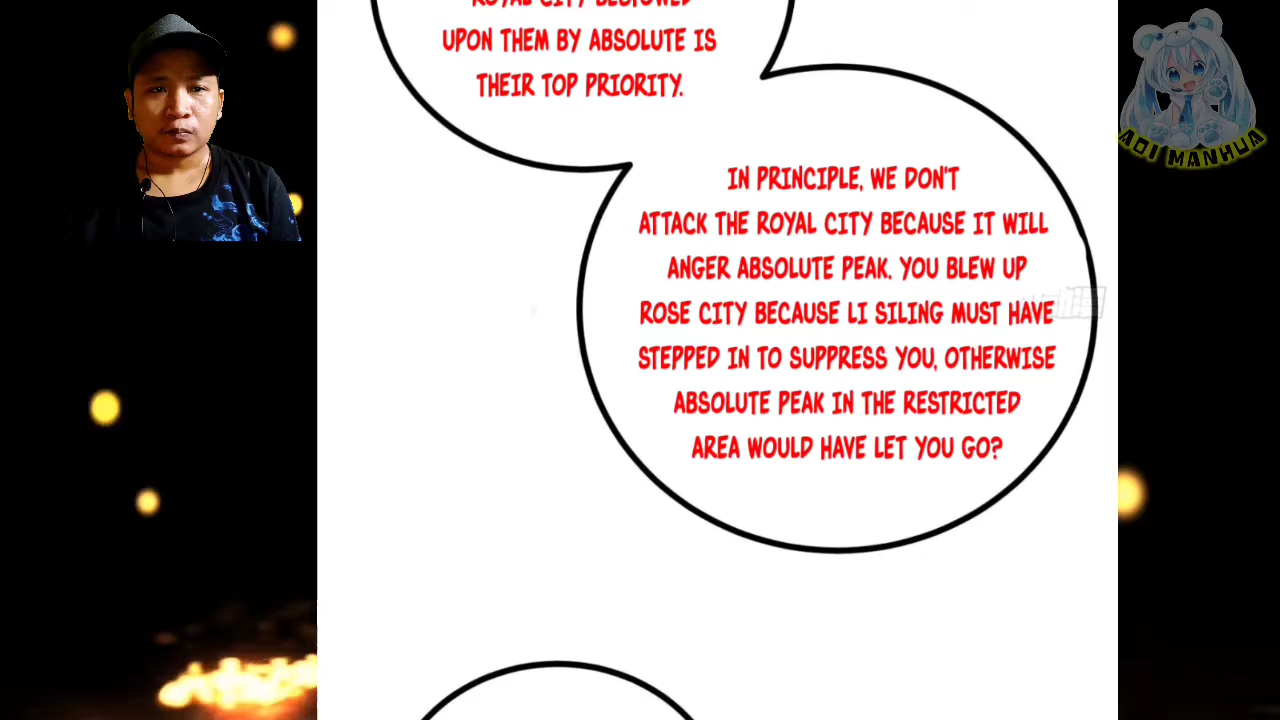 UPON THEM BY ABSOLUTE IS
THEIR TOP PRIORITY.
IN PRINCIPLE, WE DON'T
ATTACK THE ROYAL CITY BECAUSE IT WILL
ANGER ABSOLUTE PEAK. YOU BLEW UP
ROSE CITY BECAUSE LI SILING MUST HAVE
STEPPED IN TO SUPPRESS YOU, OTHERWISE
ABSOLUTE PEAK IN THE RESTRICTED
AREA WOULD HAVE LET YOU GO?
AOI MANHUA